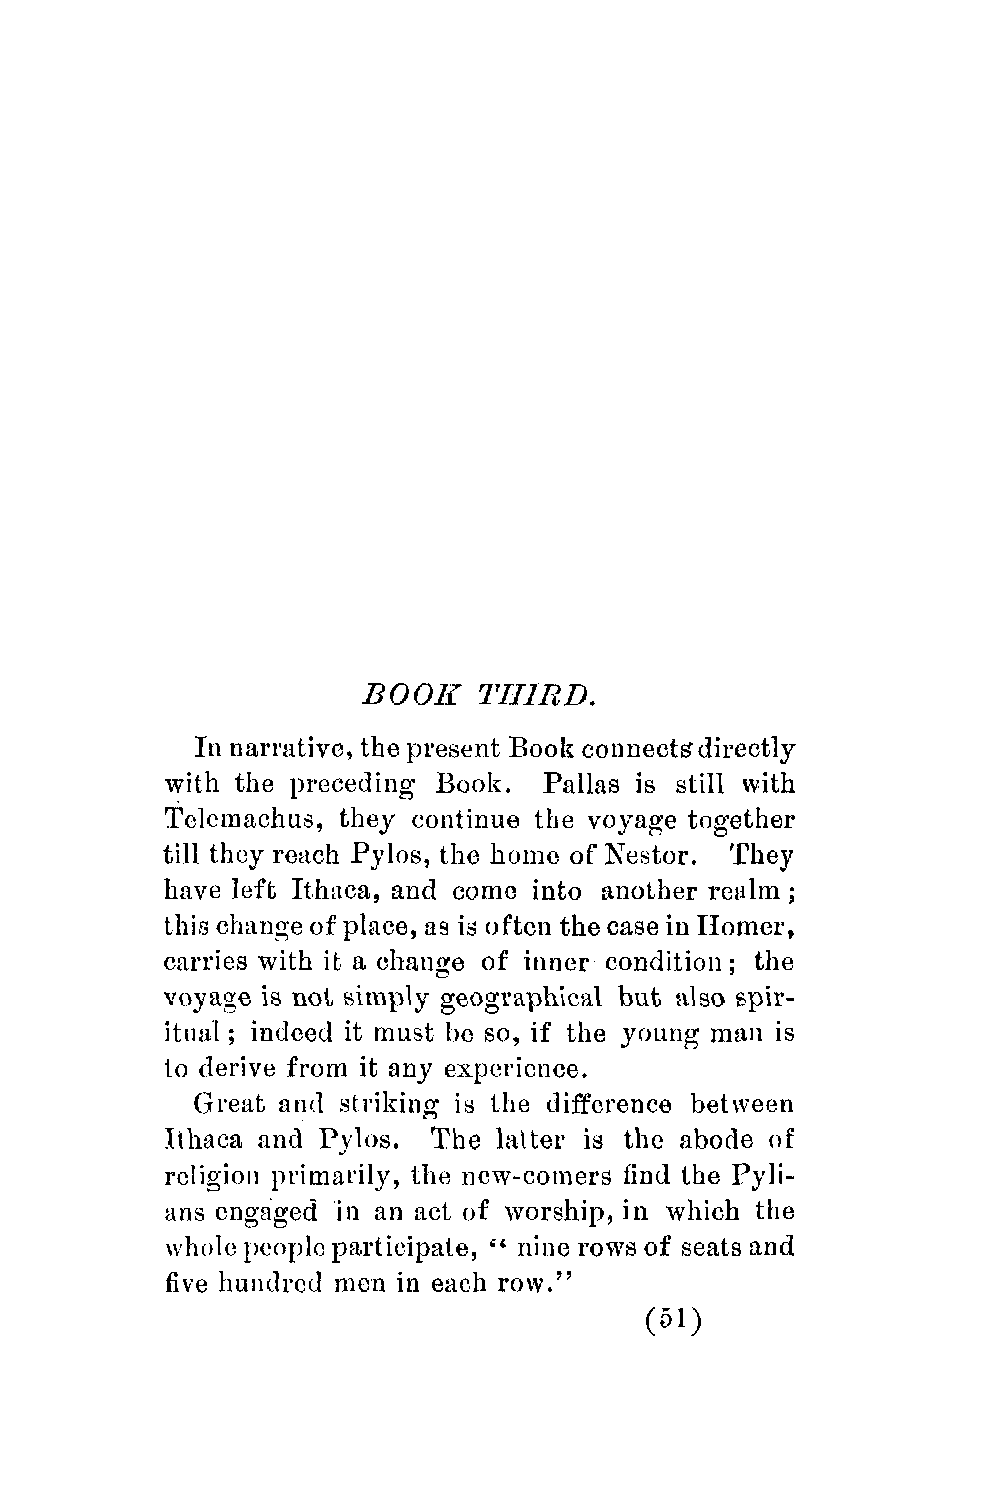 BOOK THIRD.
In narrative, the present Book connects directly
with the preceding Book. Pallas is still with
Telemachus, they continue the voyage together
till they reach Pylos, the home of Nestor. They
have left Ithaca, and come into another realm;
this change of place, as is often the case in Homer,
carries with it a change of inner condition; the
voyage is not simply geographical but also spir-
itual; indeed it must be so, if the young man is
to derive from it any experience.
Great and striking is the difference between
Ithaca and Pylos. The latter is the abode of
religion primarily, the new-comers find the Pyli-
ans engaged in an act of worship, in which the
whole people participate, “ nine rows of seats and
five hundred men in each row.”
(51)